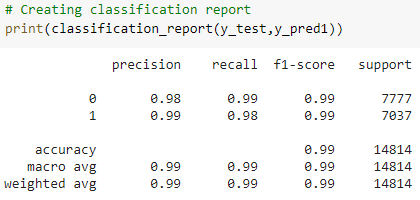 # Creating classification report
print(classification_report(y_test,y_pred1))
precision recall f1-score support
0 0.98 0.99 0.99 7777
1 0.99 0.98 0.99 7037
accuracy 0.99 14814
macro avg 0.99 0.99 0.99 14814
weighted avg 0.99 0.99 0.99 14814